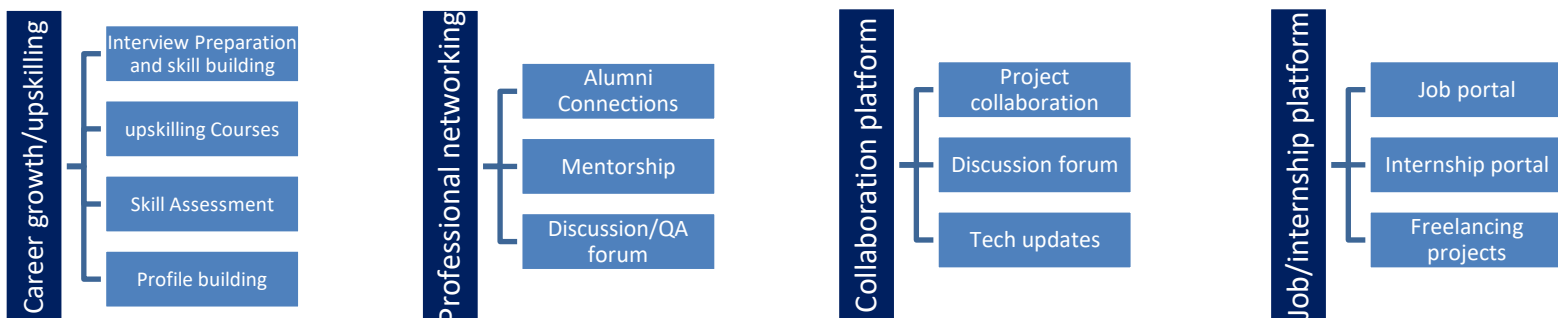 Career growth/upskilling
Interview Preparation
and skill building
upskilling Courses
Skill Assessment
Profile building
Professional networking
Alumni
Connections
Mentorship
Discussion/QA
forum
Collaboration platform
Project
collaboration
Discussion forum
Tech updates
Job/internship platform
Job portal
Internship portal
Freelancing
projects